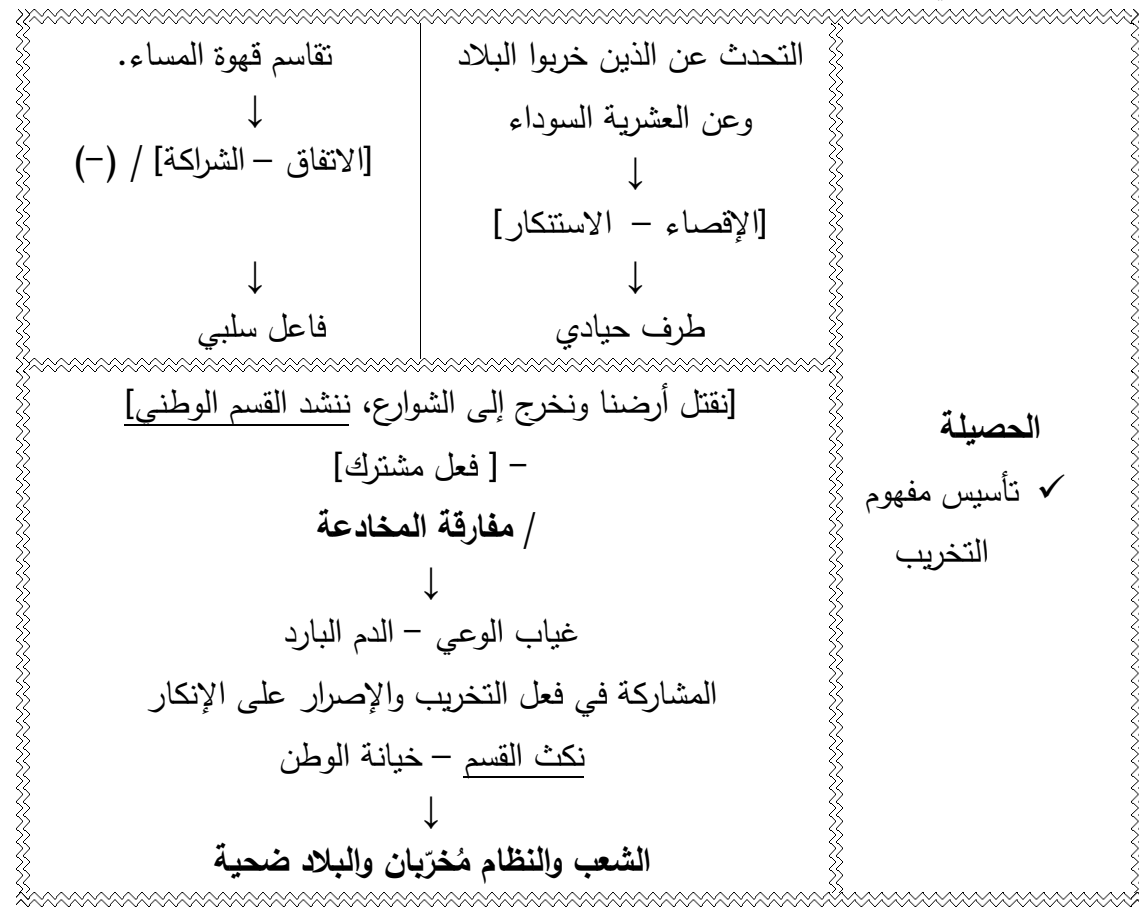 التحدث عن الذين خربوا البلاد
وعن العشرية السوداء
↓
[الإقصاء – الاستنكار]
↓
طرف حيادي
تقاسم قهوة المساء.
↓
[الاتفاق – الشراكة] / (–)
↓
فاعل سلبي
الحصيلة
✓ تأسيس مفهوم
التخريب
[نقتل أرضنا ونخرج إلى الشوارع، ننشد القسم الوطني]
– [ فعل مشترك]
/ مفارقة المخادعة
↓
غياب الوعي – الدم البارد
المشاركة في فعل التخريب والإصرار على الإنكار
نكث القسم – خيانة الوطن
↓
الشعب والنظام مُخرّبان والبلاد ضحية